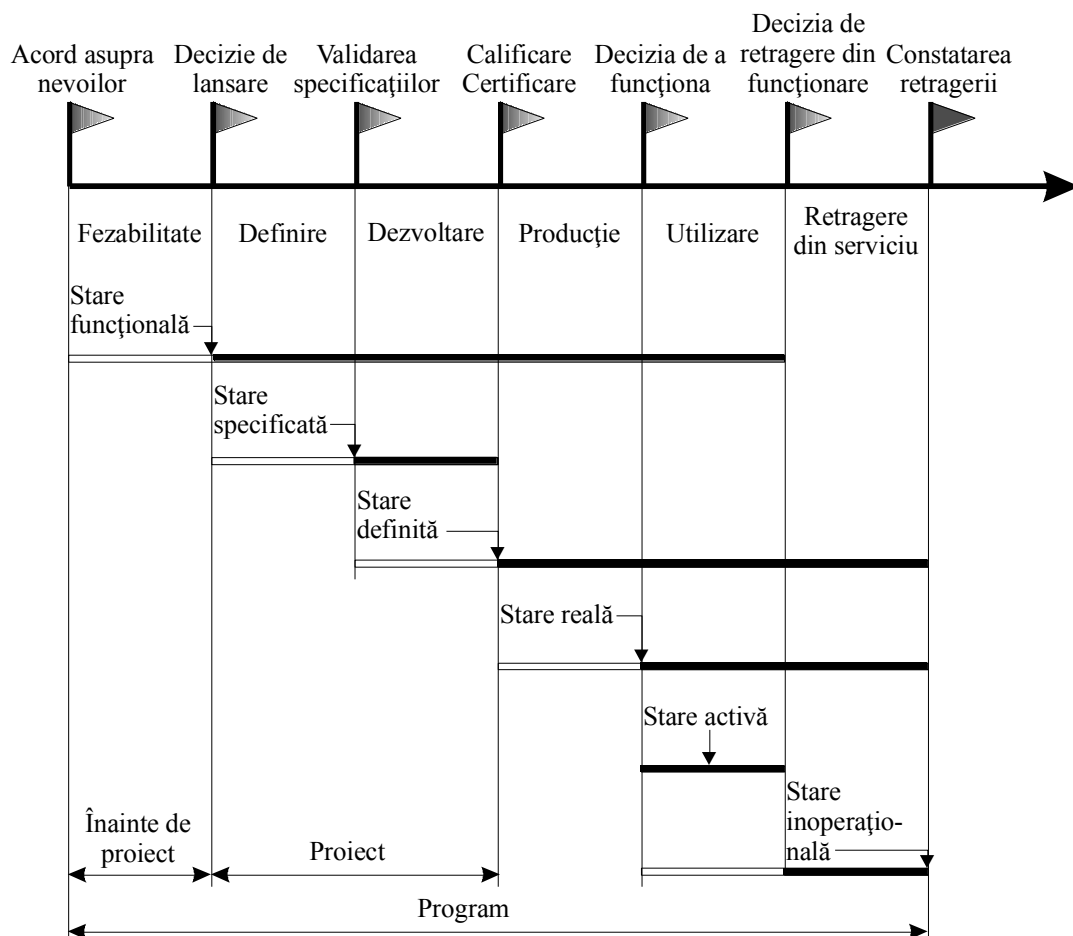 Acord asupra
nevoilor
Decizie de
lansare
Validarea
specificaţiilor
Calificare
Certificare
Decizia de a
funcţiona
Decizia de
retragere din
funcţionare
Constatarea
retragerii
Fezabilitate
Definire
Dezvoltare
Producţie
Utilizare
Retragere
din serviciu
Stare
funcţională
Stare
specificată
Stare
definită
Stare reală
Stare activă
Stare
inoperaţio-
nală
Înainte de
proiect
Proiect
Program